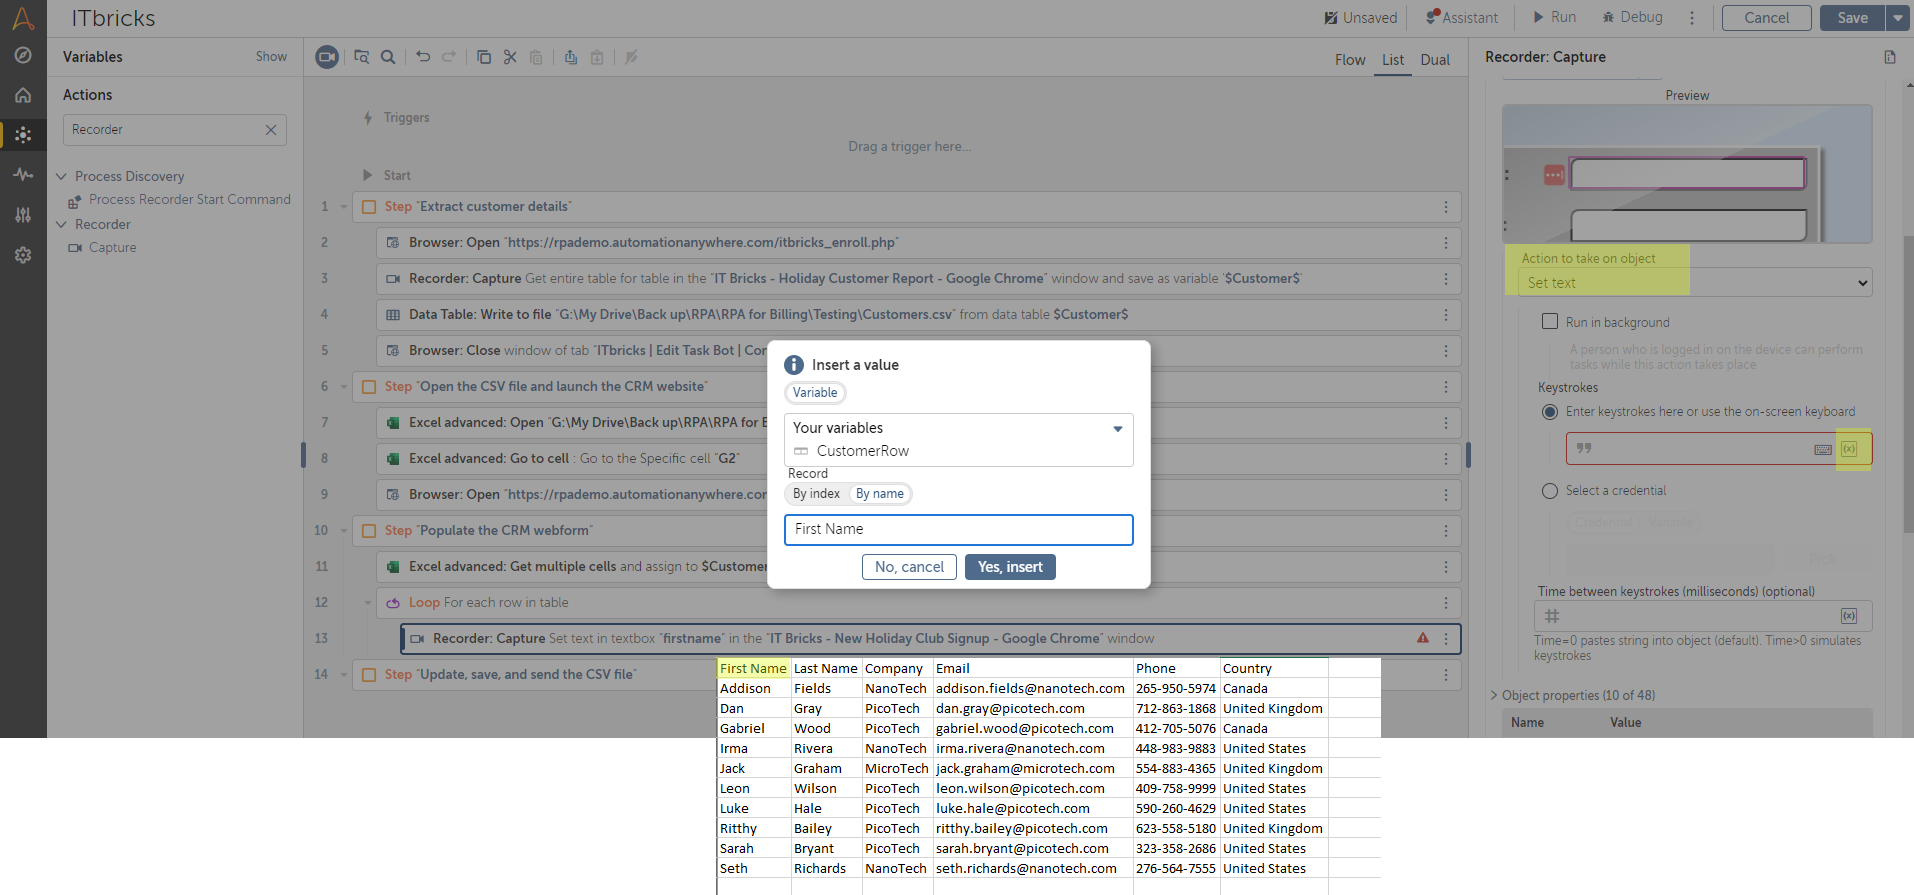 ITbricks
Unsaved
Assistant
Run
Debug
Cancel
Save
Variables
Show
Actions
Recorder
Process Discovery
Process Recorder Start Command
Recorder
Capture
Flow
List
Dual
Triggers
Drag a trigger here...
Start
1 Step "Extract customer details"
2 Browser: Open "https://rpademo.automationanywhere.com/itbricks_enroll.php"
3 Recorder: Capture Get entire table for table in the "IT Bricks - Holiday Customer Report - Google Chrome" window and save as variable '$Customer$'
4 Data Table: Write to file "G:\My Drive\Back up\RPA\RPA for Billing\Testing\Customers.csv" from data table $Customer$
5 Browser: Close window of tab "ITbricks | Edit Task Bot | Con
6 Step "Open the CSV file and launch the CRM website"
7 Excel advanced: Open "G:\My Drive\Back up\RPA\RPA for B
8 Excel advanced: Go to cell : Go to the Specific cell "G2"
9 Browser: Open "https://rpademo.automationanywhere.cor
10 Step "Populate the CRM webform"
11 Excel advanced: Get multiple cells and assign to $Customer
12 Loop For each row in table
13 Recorder: Capture Set text in textbox "firstname" in the "IT Bricks - New Holiday Club Signup - Google Chrome" window
14 Step "Update, save, and send the CSV file"
Insert a value
Variable
Your variables
CustomerRow
Record
By index By name
First Name
No, cancel
Yes, insert
Recorder: Capture
Preview
Action to take on object
Set text
Run in background
A person who is logged in on the device can perform
tasks while this action takes place
Keystrokes
Enter keystrokes here or use the on-screen keyboard
(x)
Select a credential
Credential Variable
Pick
Time between keystrokes (milliseconds) (optional)
# (x)
Time=0 pastes string into object (default). Time>0 simulates
keystrokes
Object properties (10 of 48)
Name Value
First Name Last Name Company Email Phone Country
Addison Fields NanoTech addison.fields@nanotech.com 265-950-5974 Canada
Dan Gray PicoTech dan.gray@picotech.com 712-863-1868 United Kingdom
Gabriel Wood PicoTech gabriel.wood@picotech.com 412-705-5076 Canada
Irma Rivera NanoTech irma.rivera@nanotech.com 448-983-9883 United States
Jack Graham MicroTech jack.graham@microtech.com 554-883-4365 United Kingdom
Leon Wilson PicoTech leon.wilson@picotech.com 409-758-9999 United States
Luke Hale PicoTech luke.hale@picotech.com 590-260-4629 United States
Ritthy Bailey PicoTech ritthy.bailey@picotech.com 623-558-5180 United Kingdom
Sarah Bryant PicoTech sarah.bryant@picotech.com 323-358-2686 United States
Seth Richards NanoTech seth.richards@nanotech.com 276-564-7555 United States